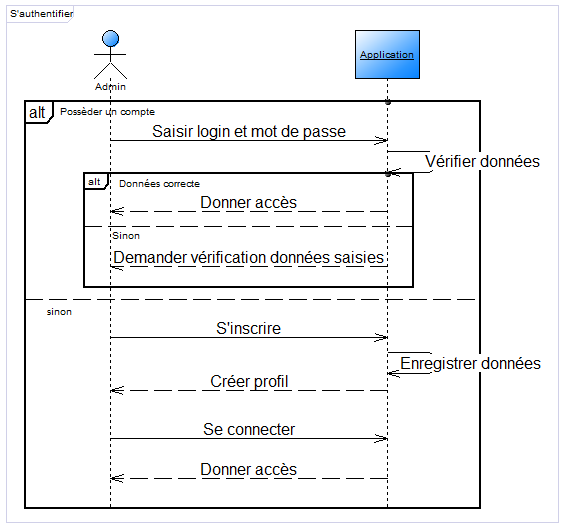 S'authentifier
Application
Admin
alt
Possèder un compte
Saisir login et mot de passe
Vérifier données
alt
Données correcte
Donner accès
Sinon
Demander vérification données saisies
sinon
S'inscrire
Enregistrer données
Créer profil
Se connecter
Donner accès